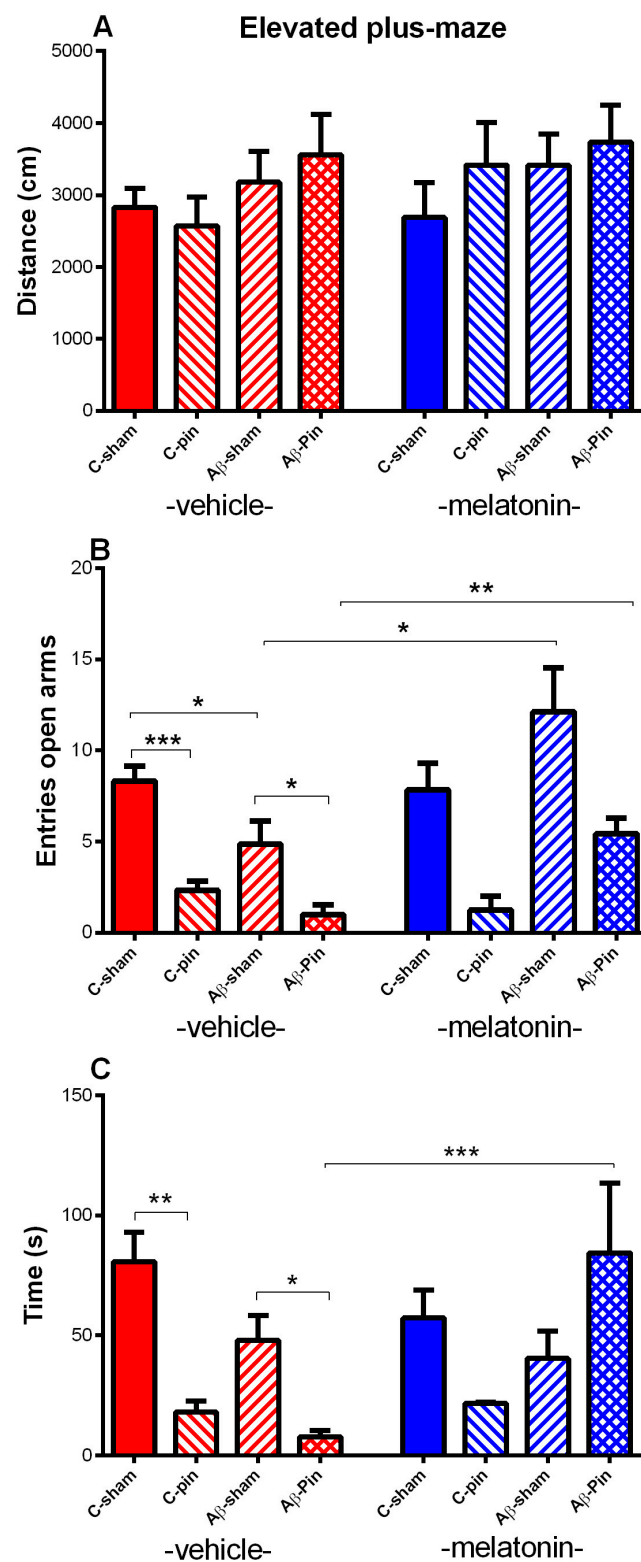 A
Elevated plus-maze
Distance (cm)
5000
4000
3000
2000
1000
0
C-sham C-pin Aβ-sham Aβ-Pin C-sham C-pin Aβ-sham Aβ-Pin
-vehicle- -melatonin-
B
Entries open arms
20
15
10
5
0
**
*
*
***
*
C-sham C-pin Aβ-sham Aβ-Pin C-sham C-pin Aβ-sham Aβ-Pin
-vehicle- -melatonin-
C
Time (s)
150
100
50
0
***
**
*
C-sham C-pin Aβ-sham Aβ-Pin C-sham C-pin Aβ-sham Aβ-Pin
-vehicle- -melatonin-